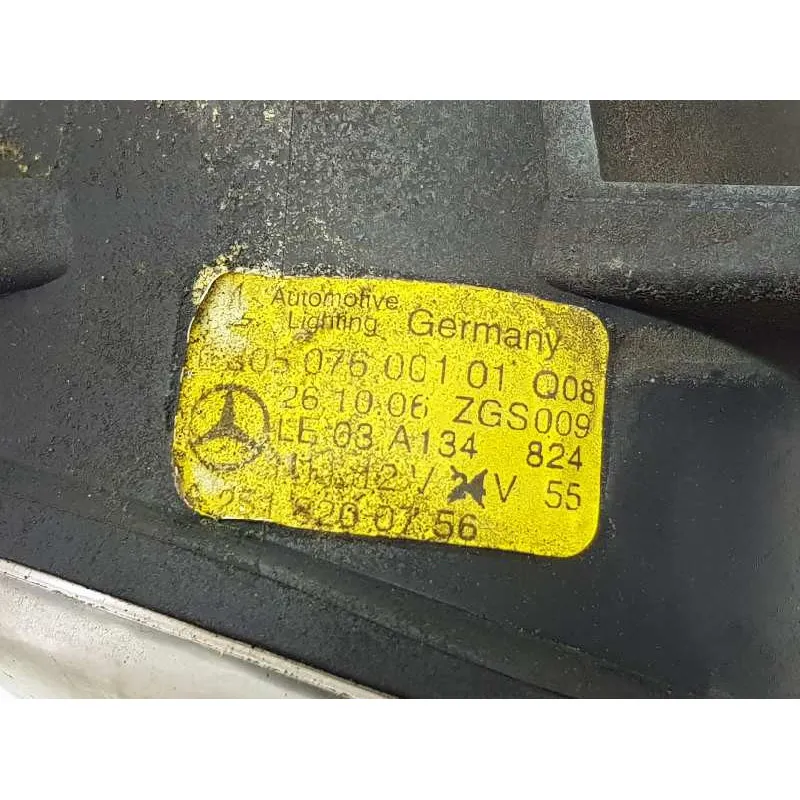 Automotive
Lighting Germany
305 076 001 01 Q08
26.10.06 ZGS009
LE 03 A134 824
12 V 24 V 55
251 820 07 56